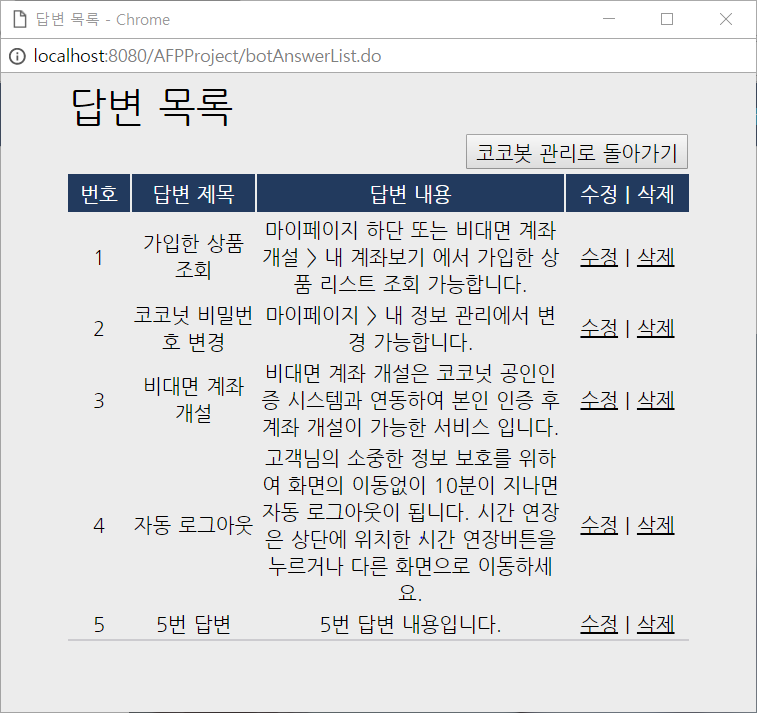 답변 목록 - Chrome
localhost:8080/AFPProject/botAnswerList.do
답변 목록
코코봇 관리로 돌아가기
번호 답변 제목 답변 내용 수정 | 삭제
1
가입한 상품
조회
마이페이지 하단 또는 비대면 계좌
개설 > 내 계좌보기 에서 가입한 상
품 리스트 조회 가능합니다.
수정 | 삭제
2
코코넛 비밀번
호 변경
마이페이지 > 내 정보 관리에서 변
경 가능합니다.
수정 | 삭제
3
비대면 계좌
개설
비대면 계좌 개설은 코코넛 공인인
증 시스템과 연동하여 본인 인증 후
계좌 개설이 가능한 서비스 입니다.
수정 | 삭제
4
자동 로그아웃
고객님의 소중한 정보 보호를 위하
여 화면의 이동없이 10분이 지나면
자동 로그아웃이 됩니다. 시간 연장
은 상단에 위치한 시간 연장버튼을
누르거나 다른 화면으로 이동하세
요.
수정 | 삭제
5
5번 답변
5번 답변 내용입니다.
수정 | 삭제